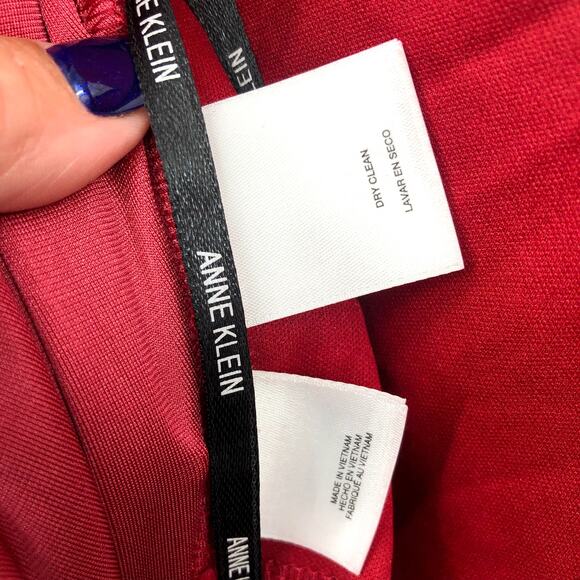 ANNE KLEIN
KLEIN
DRY CLEAN
LAVAR EN SECO
ANNE KLEIN
MADE IN VIETNAM
HECHO EN VIETNAM
FABRIQUÉ AU VIETNAM
ANNE K